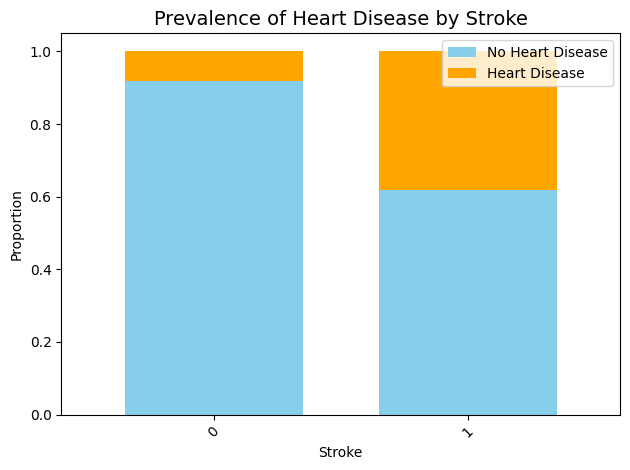 Prevalence of Heart Disease by Stroke
No Heart Disease
Heart Disease
1.0
0.8
0.6
0.4
0.2
0.0
Proportion
0
1
Stroke